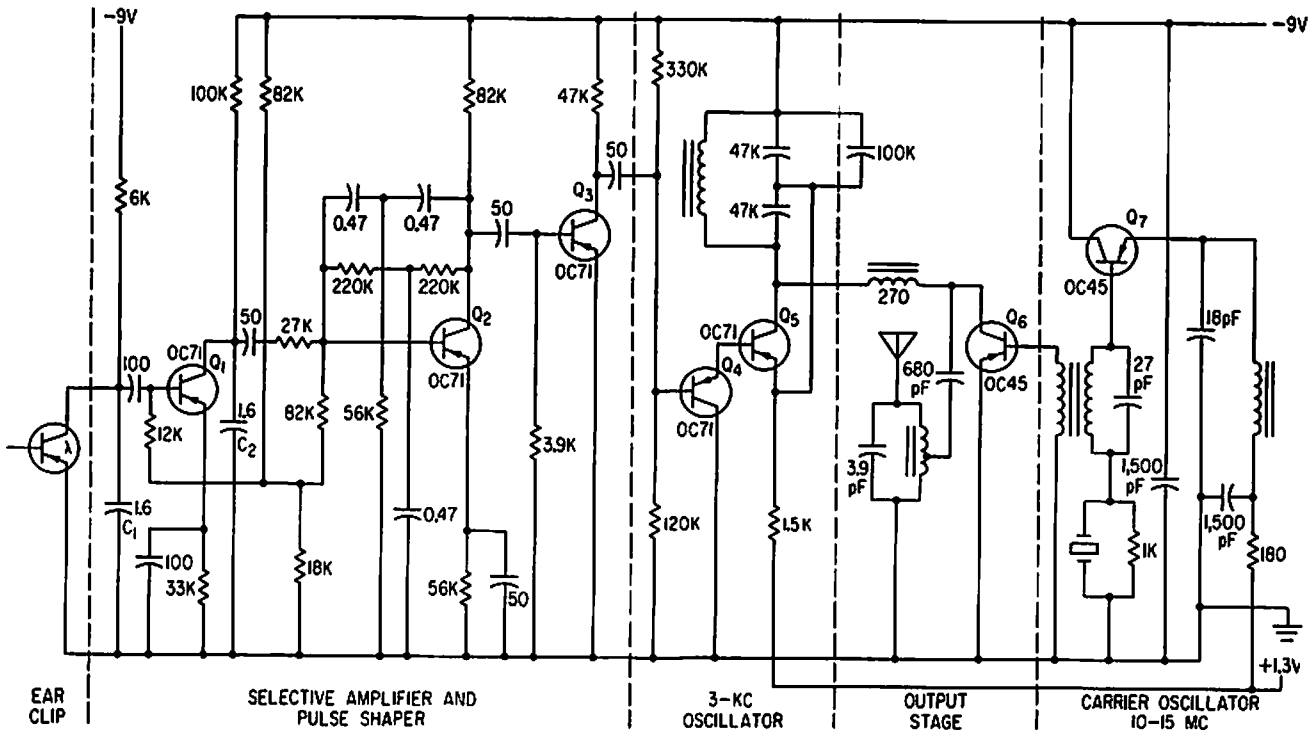 -9V
-9V
100K
82K
82K
47K
330K
6K
50
47K
100K
0.47
0.47
50
Q3
OC71
47K
Q7
OC45
220K
220K
270
50
27K
Q2
OC71
OC71
Q5
Q6
OC45
18pF
100
OC71
Q1
Q4
OC71
680
pF
27
pF
λ
12K
1.6
C2
82K
56K
3.9K
3.9
pF
1,500
pF
1.6
C1
0.47
120K
1.5K
1,500
pF
100
33K
18K
56K
50
1K
180
+1.3V
EAR
CLIP
SELECTIVE AMPLIFIER AND
PULSE SHAPER
3-KC
OSCILLATOR
OUTPUT
STAGE
CARRIER OSCILLATOR
10-15 MC